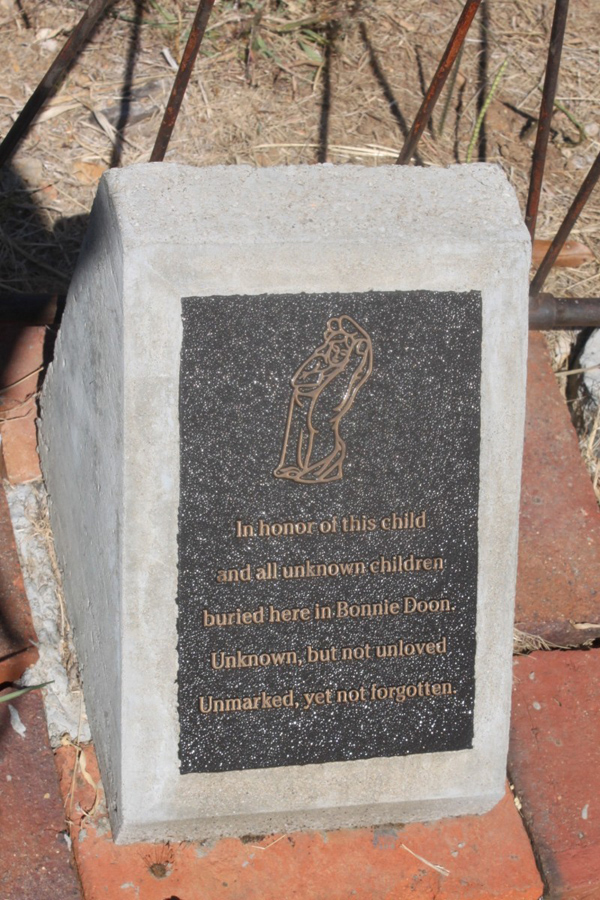 In honor of this child
and all unknown children
buried here in Bonnie Doon.
Unknown, but not unloved
Unmarked, yet not forgotten.